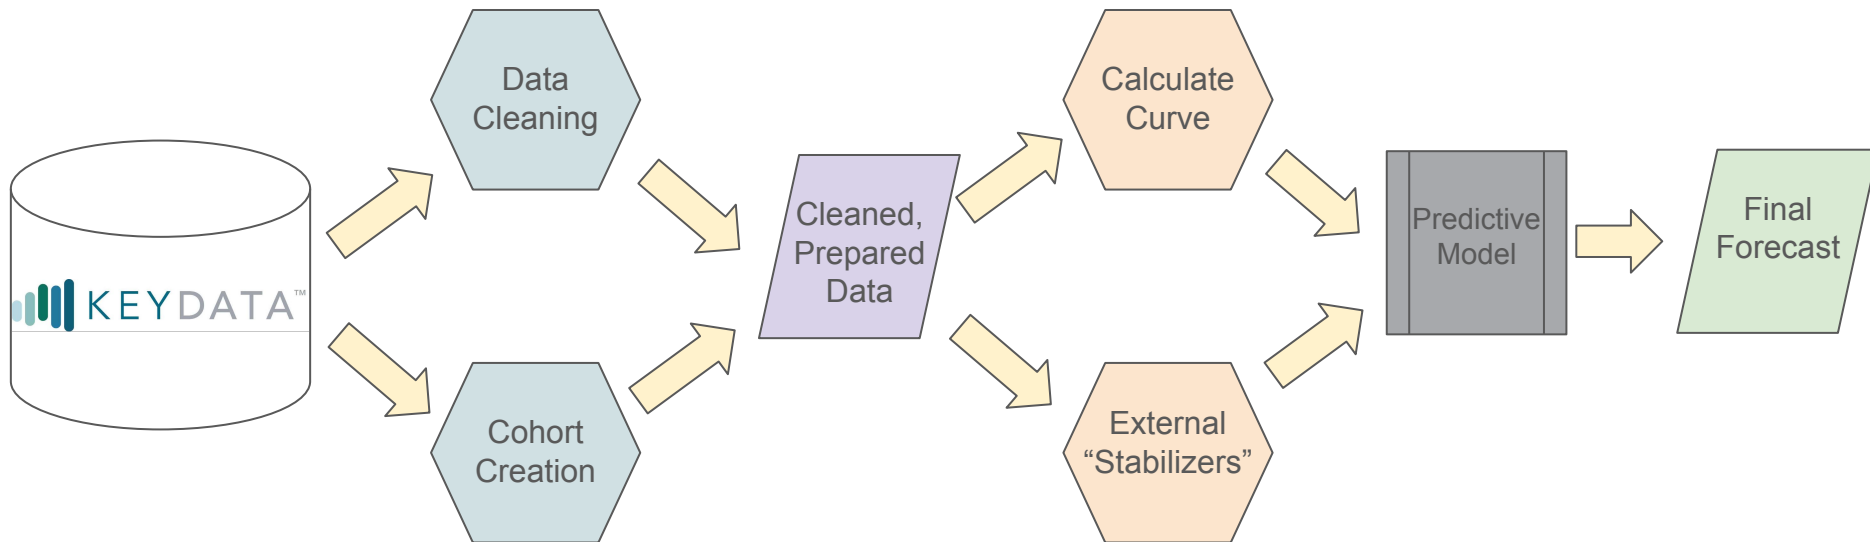 KEYDATA™
Data
Cleaning
Cohort
Creation
Cleaned,
Prepared
Data
Calculate
Curve
External
“Stabilizers”
Predictive
Model
Final
Forecast